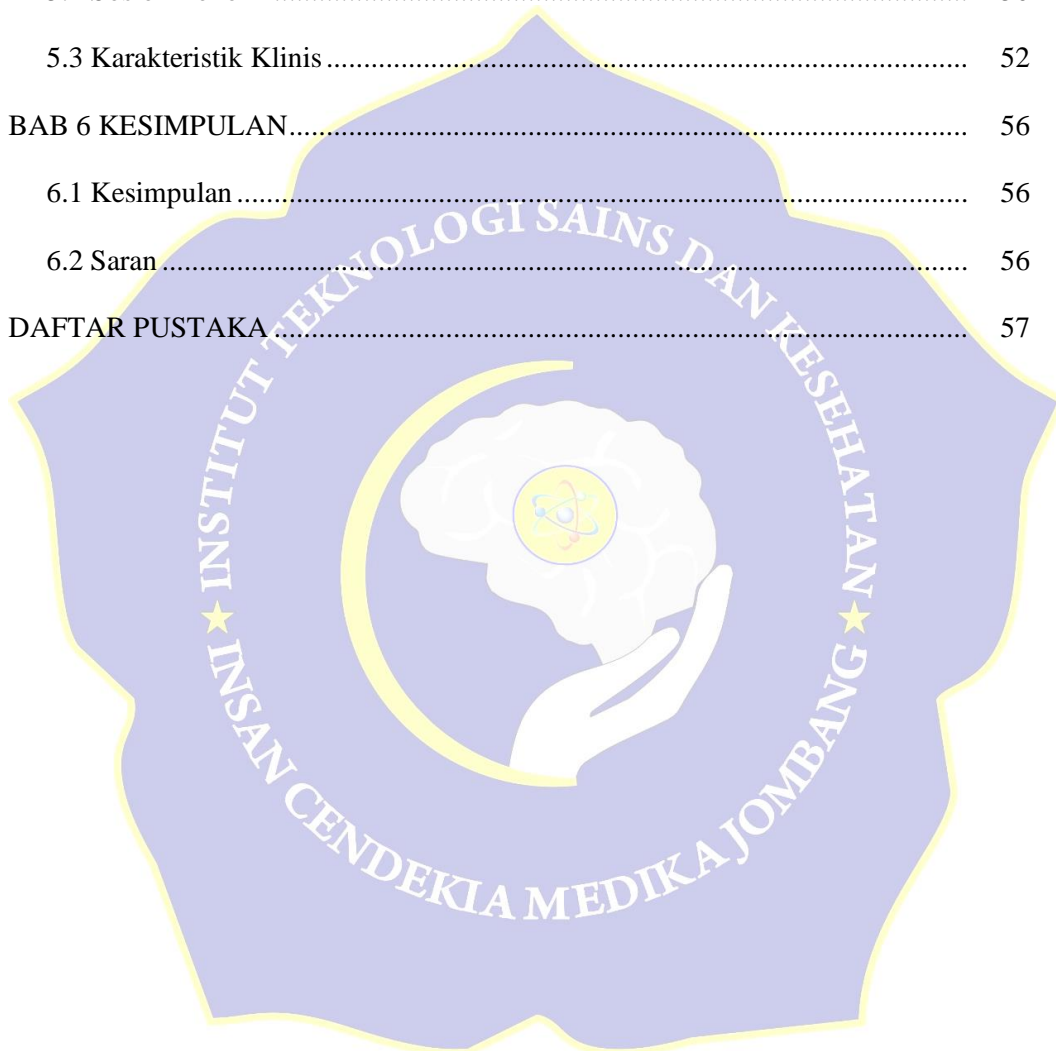 5.3 Karakteristik Klinis ........................................................................................ 52
BAB 6 KESIMPULAN ............................................................................................ 56
6.1 Kesimpulan .................................................................................................... 56
6.2 Saran .............................................................................................................. 56
DAFTAR PUSTAKA ............................................................................................... 57
INSTITUT TEKNOLOGI SAINS DAN KESEHATAN
★ INSAN CENDEKIA MEDIKA JOMBANG ★